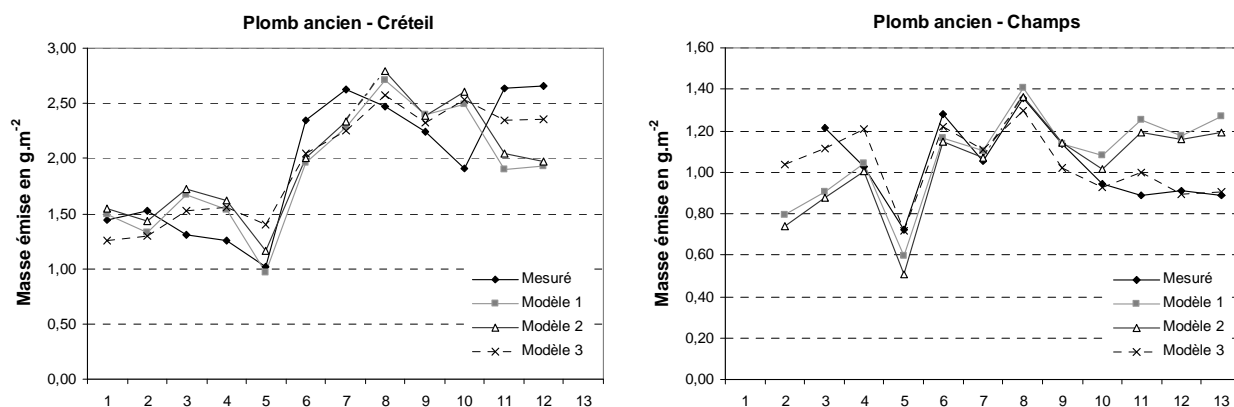 Plomb ancien - Créteil
3,00
2,50
2,00
1,50
1,00
0,50
0,00
Masse émise en g.m-2
1 2 3 4 5 6 7 8 9 10 11 12 13
Mesuré
Modèle 1
Modèle 2
Modèle 3
Plomb ancien - Champs
1,60
1,40
1,20
1,00
0,80
0,60
0,40
0,20
0,00
Masse émise en g.m-2
1 2 3 4 5 6 7 8 9 10 11 12 13
Mesuré
Modèle 1
Modèle 2
Modèle 3